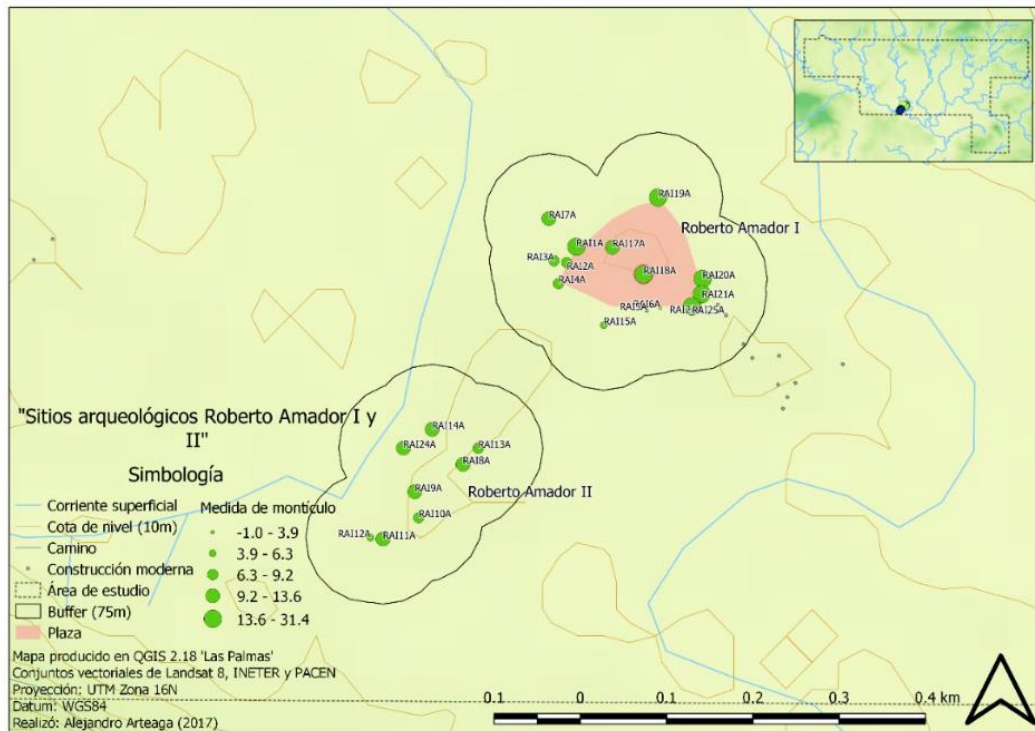 RAI19A
RAI7A
Roberto Amador I
RAI1A
RAI17A
RAI3A
RAI2A
RAI18A
RAI20A
RAI4A
RAI21A
RAI6A
RAI25A
RAI15A
"Sitios arqueológicos Roberto Amador I y
II"
RAI14A
RAI24A
RAI13A
RAI8A
Roberto Amador II
RAI9A
RAI10A
RAI12A
RAI11A
Simbología
Corriente superficial
Cota de nivel (10m)
Camino
Construcción moderna
Área de estudio
Buffer (75m)
Plaza
Medida de montículo
-1.0 - 3.9
3.9 - 6.3
6.3 - 9.2
9.2 - 13.6
13.6 - 31.4
Mapa producido en QGIS 2.18 'Las Palmas'
Conjuntos vectoriales de Landsat 8, INETER y PACEN
Proyección: UTM Zona 16N
Datum: WGS84
Realizó: Alejandro Arteaga (2017)
0.1 0 0.1 0.2 0.3 0.4 km